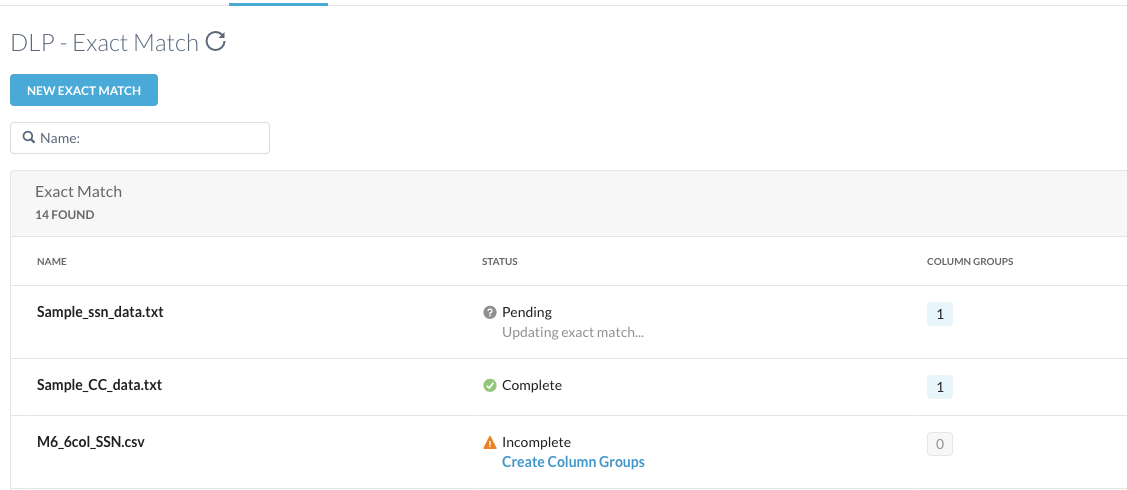 DLP - Exact Match
NEW EXACT MATCH
Name:
Exact Match
14 FOUND
NAME STATUS COLUMN GROUPS
Sample_ssn_data.txt Pending 1
Updating exact match...
Sample_CC_data.txt Complete 1
M6_6col_SSN.csv Incomplete 0
Create Column Groups